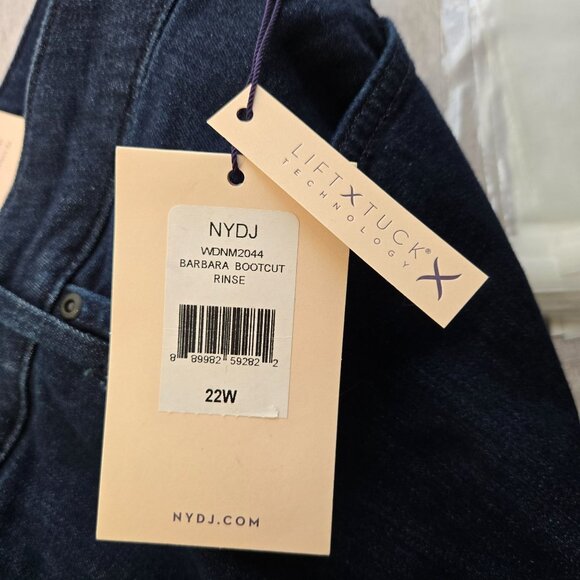 LIFT X TUCK®
TECHNOLOGY
NYDJ
WDNM2044
BARBARA BOOTCUT
RINSE
8 89982 59282 2
22W
NYDJ.COM